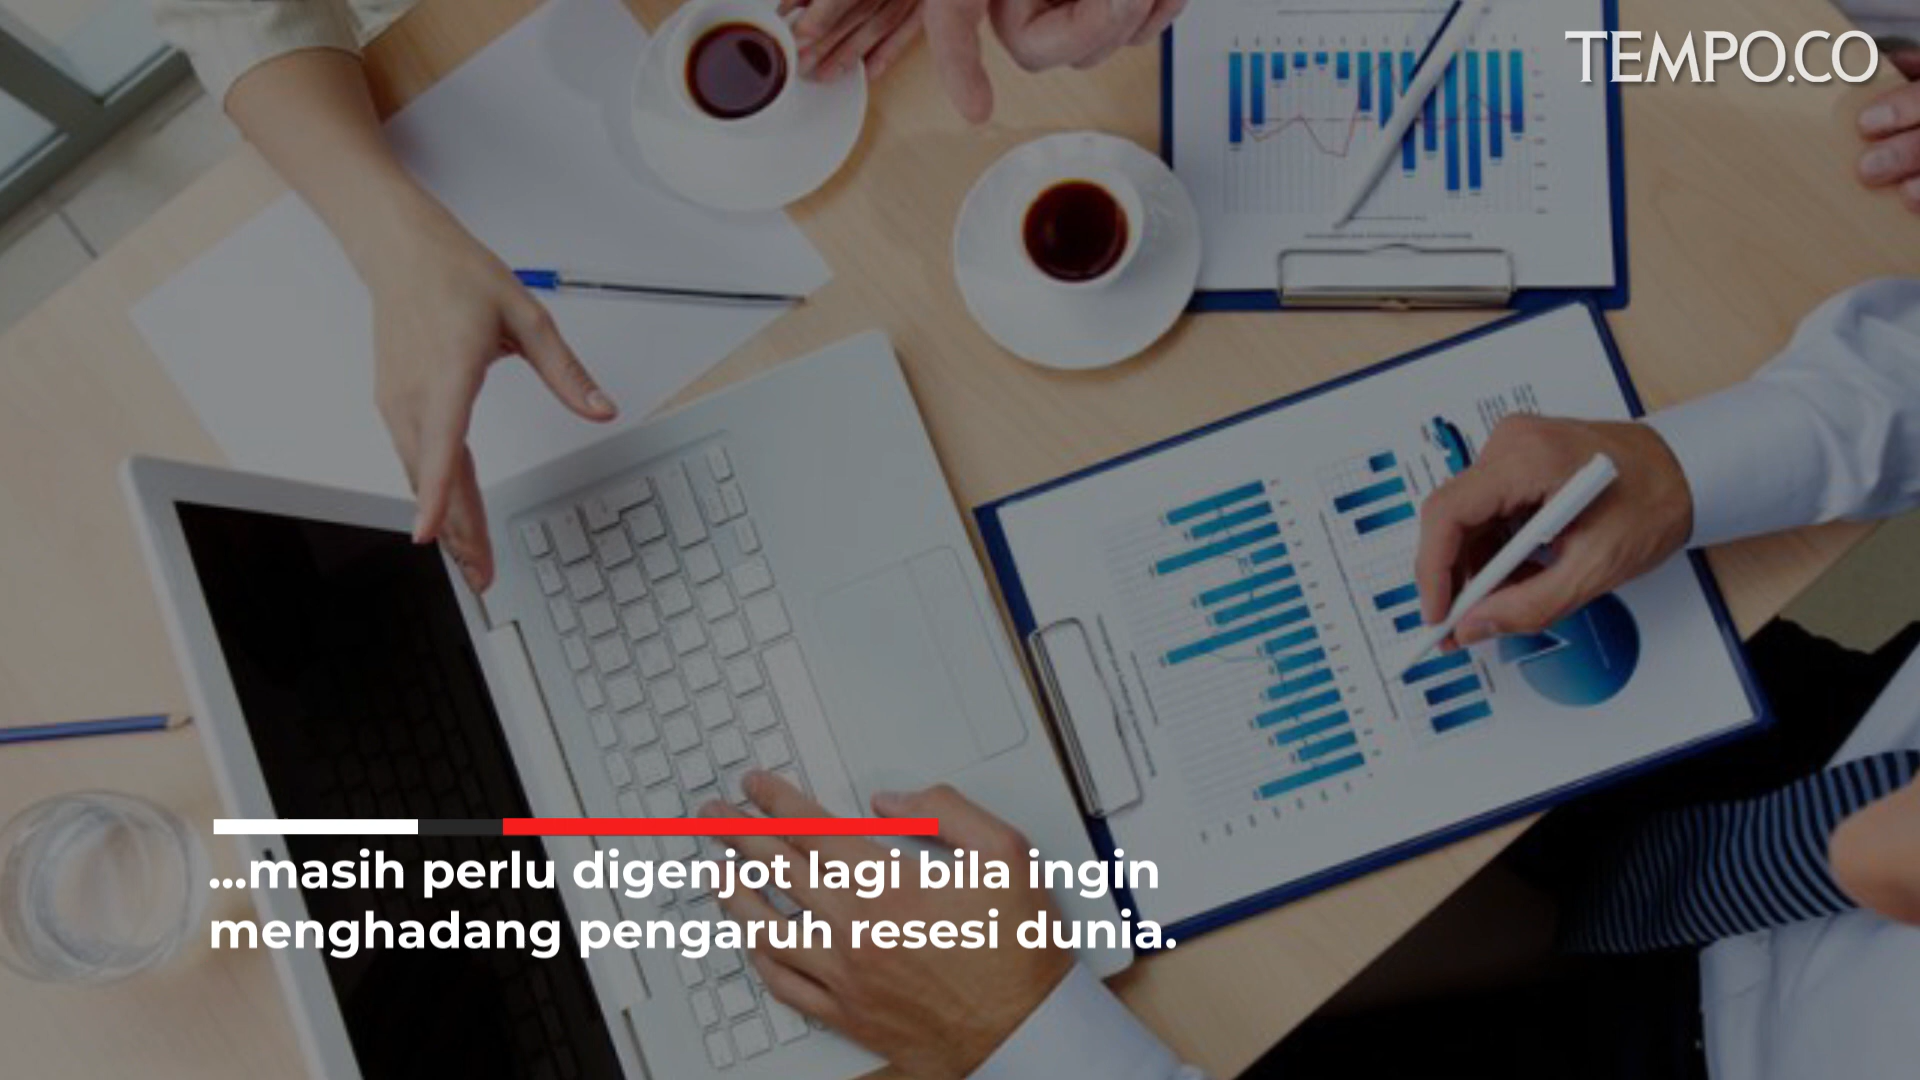 TEMPO.CO
...masih perlu digenjot lagi bila ingin
menghadang pengaruh resesi dunia.